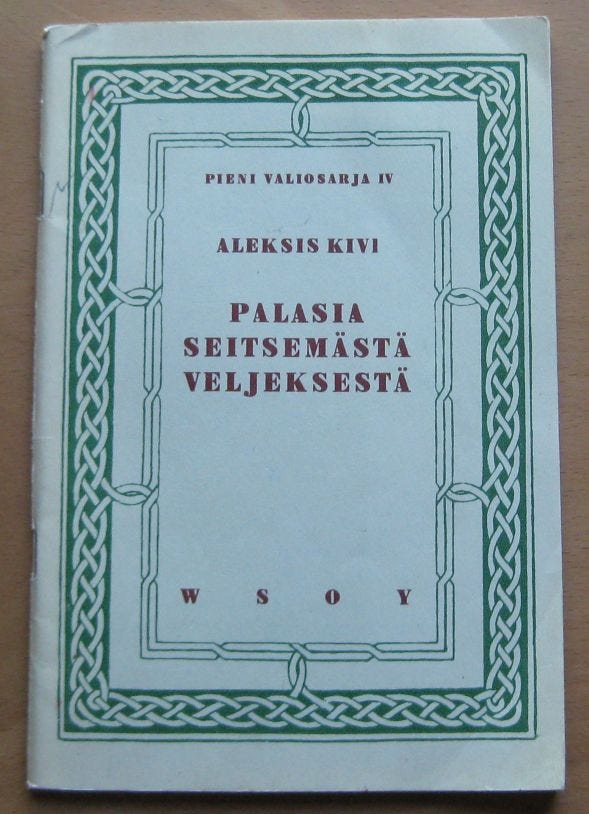 PIENI VALIOSARJA IV
ALEKSIS KIVI
PALASIA
SEITSEMÄSTÄ
VELJEKSESTÄ
W S O Y